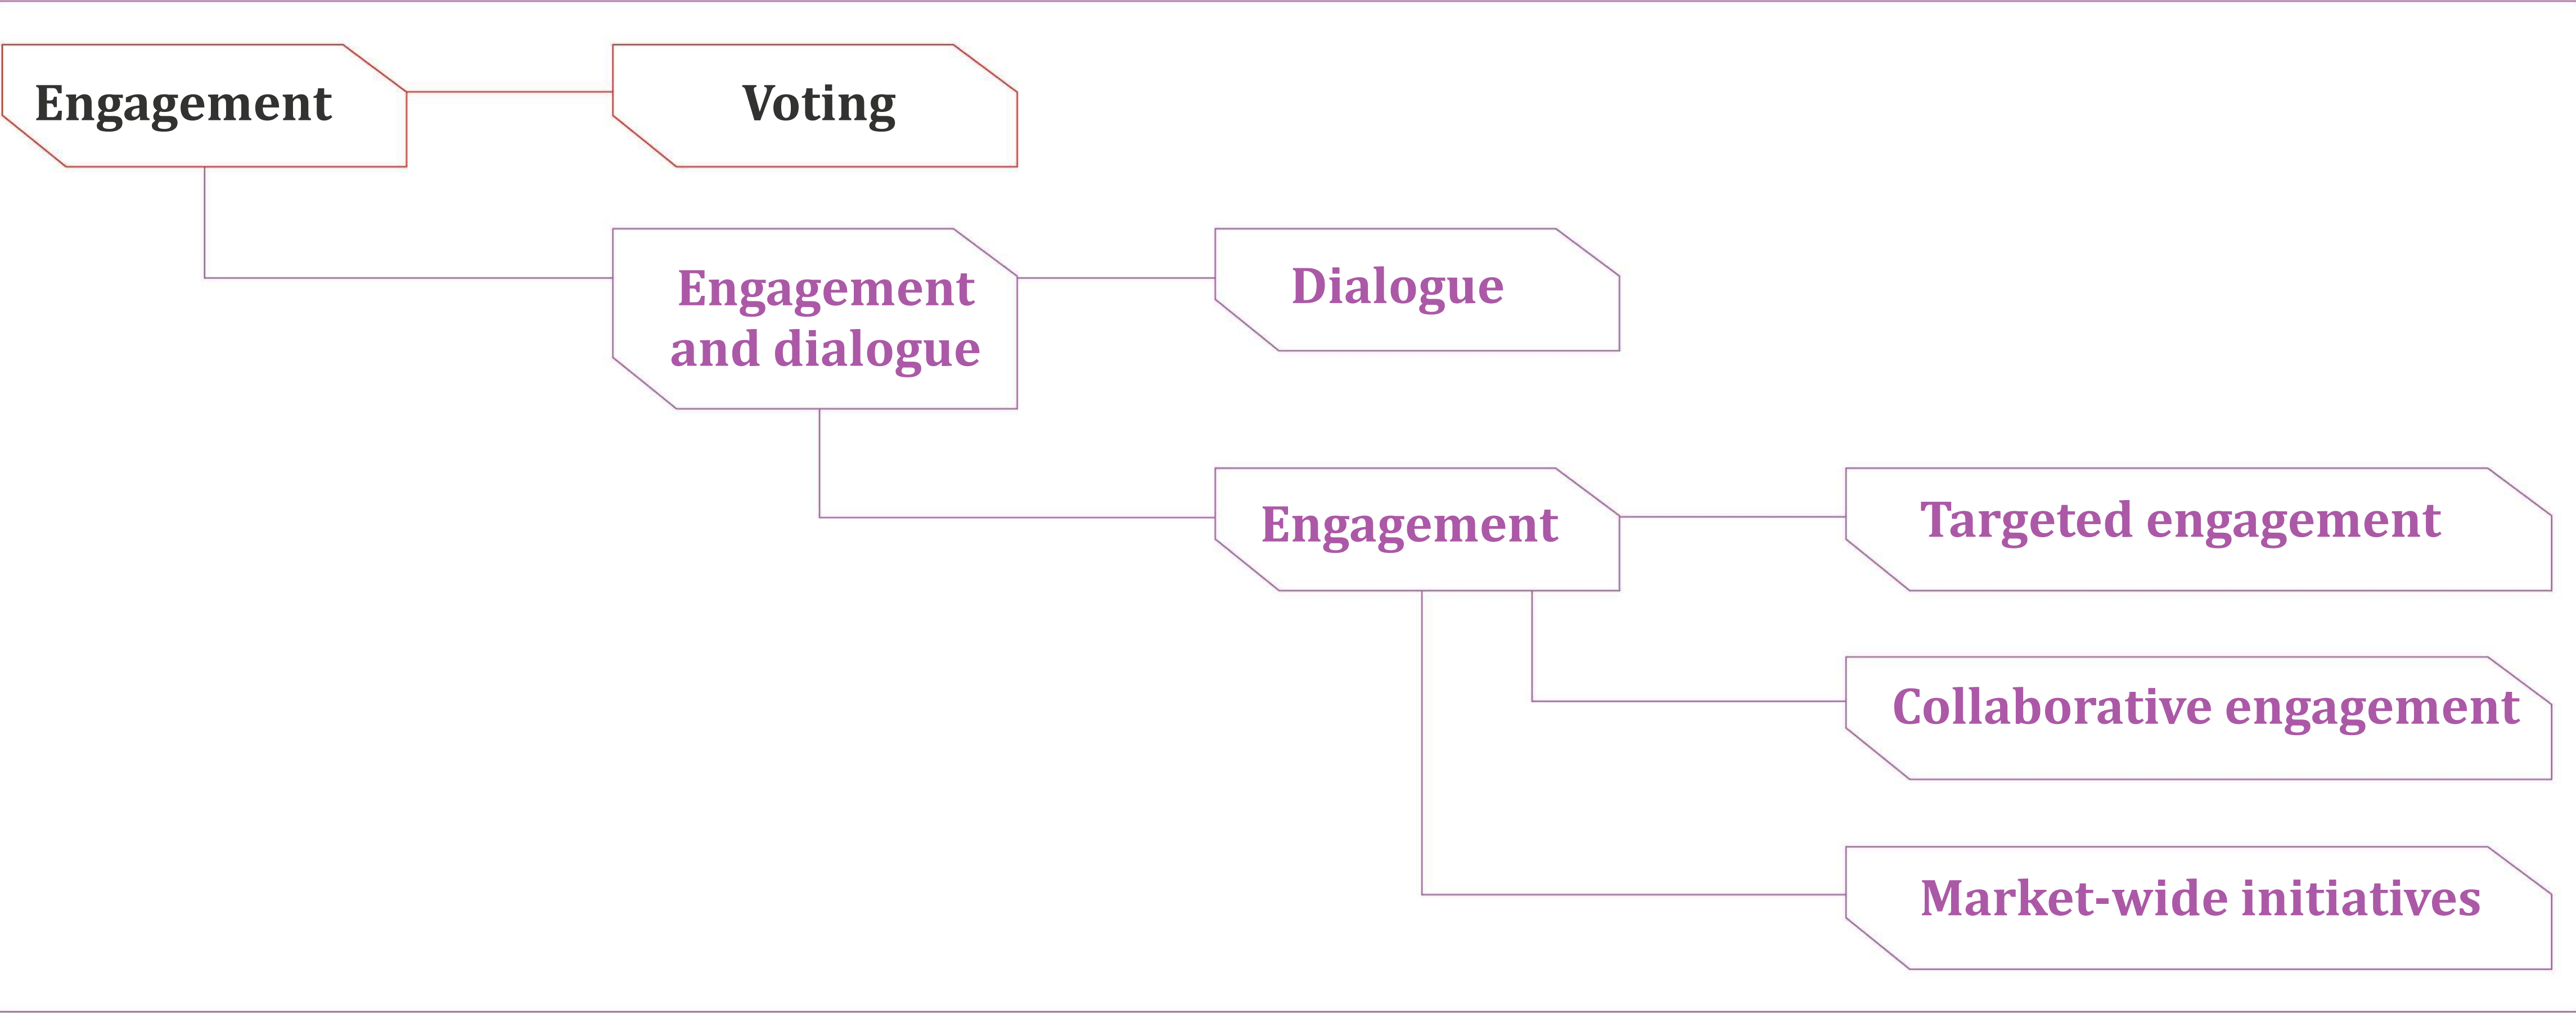 Engagement
Voting
Engagement
and dialogue
Dialogue
Engagement
Targeted engagement
Collaborative engagement
Market-wide initiatives